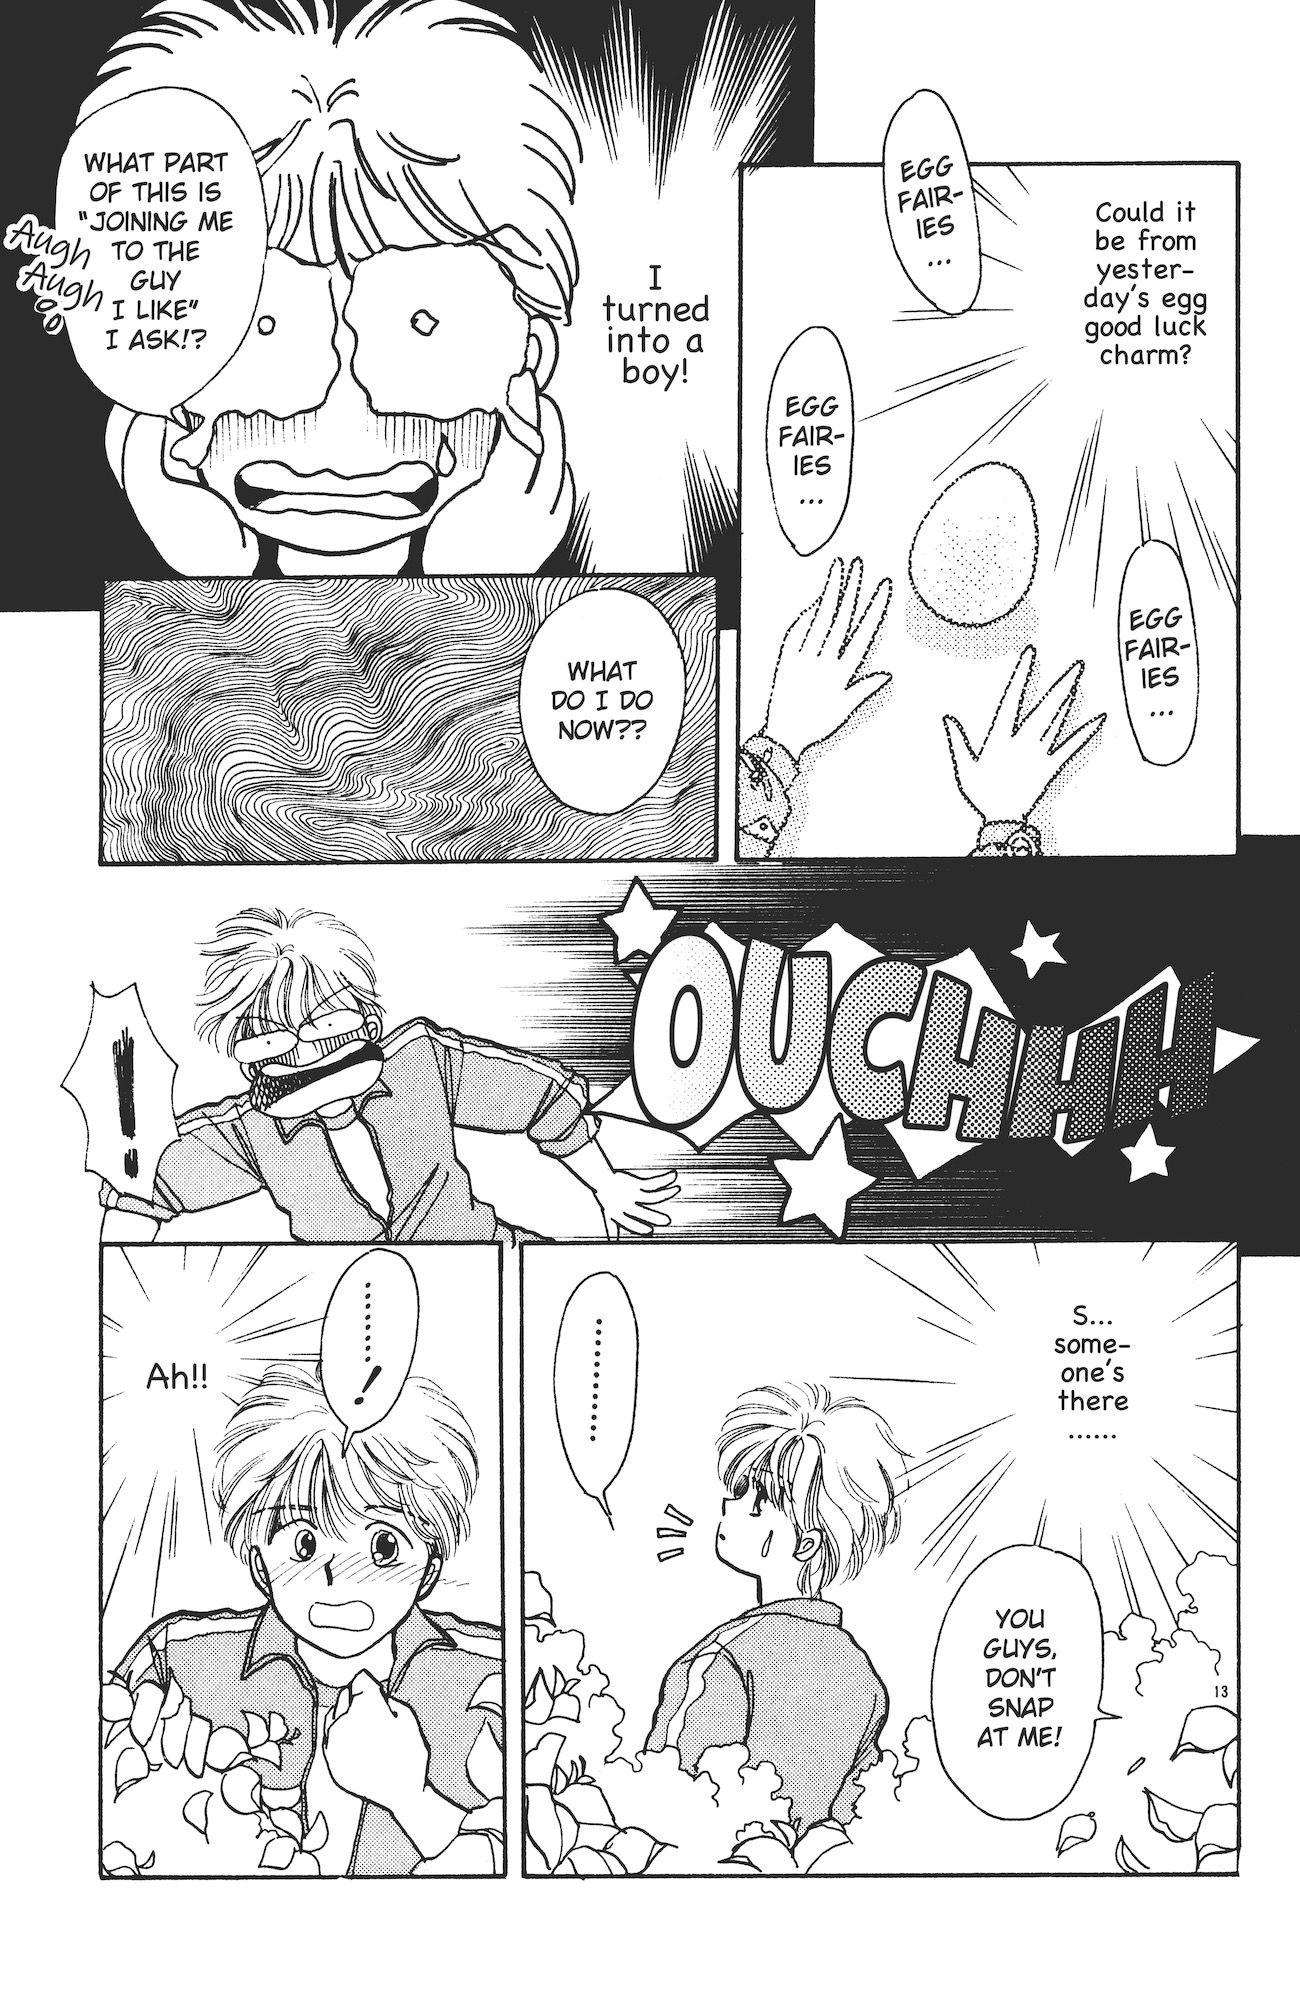 EGG
FAIR-
IES
...
Could it
be from
yester-
day's egg
good luck
charm?
EGG
FAIR-
IES
...
EGG
FAIR-
IES
...
I
turned
into a
boy!
WHAT PART
OF THIS IS
"JOINING ME
TO THE
GUY
I LIKE"
I ASK!?
Augh
Augh
WHAT
DO I DO
NOW??
OUCHHH
!
S...
some-
one's
there
......
YOU
GUYS,
DON'T
SNAP
AT ME!
...........
........!
Ah!!
13